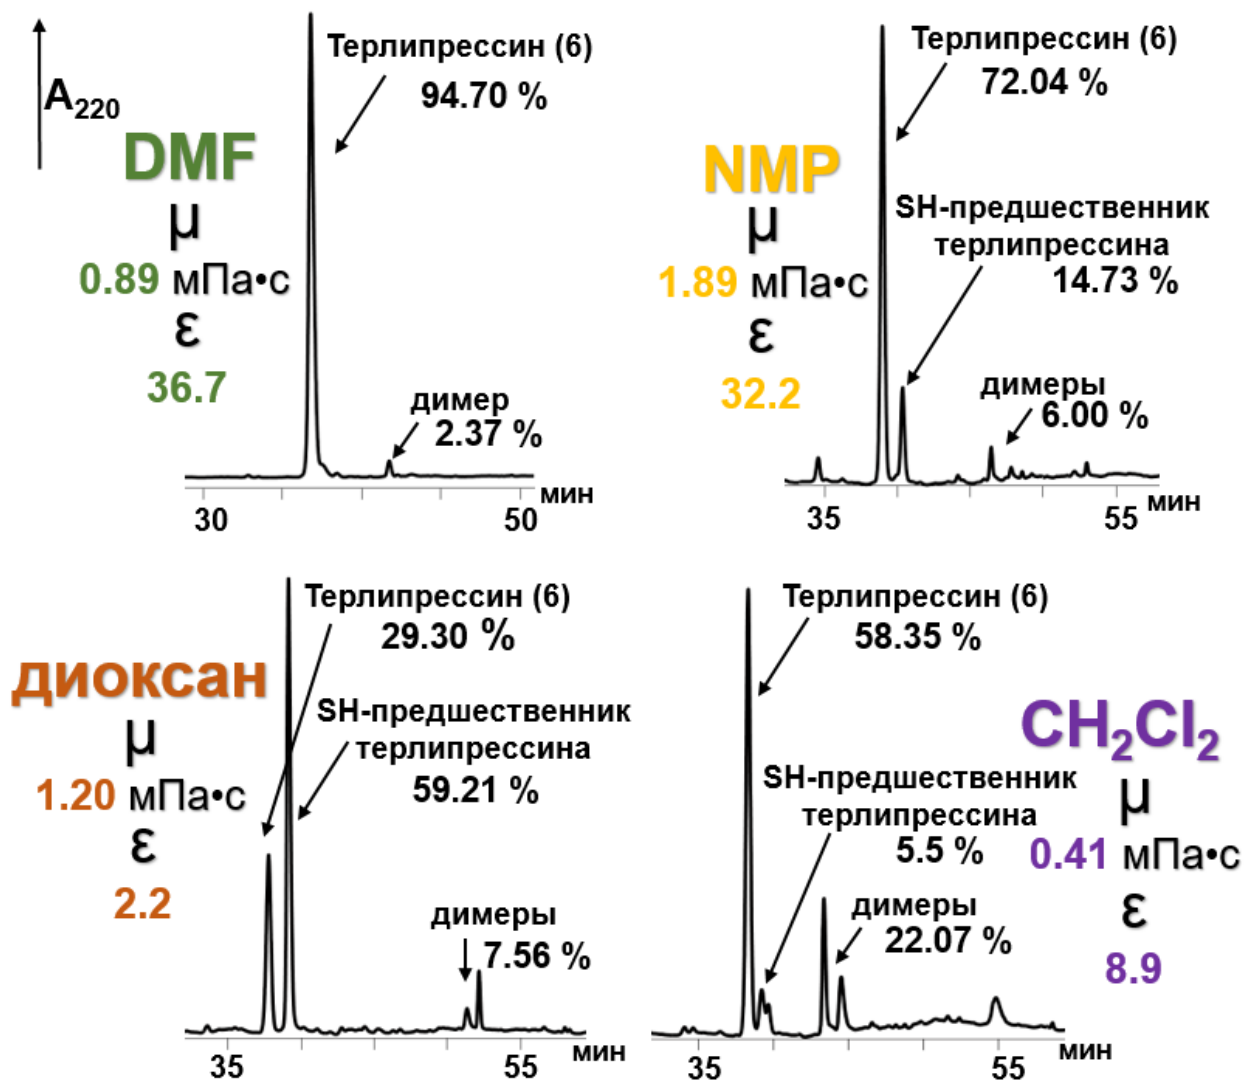 A220
DMF
μ
0.89 мПа•с
ε
36.7
Терлипрессин (6)
94.70 %
димер
2.37 %
30
50
мин
NMP
μ
1.89 мПа•с
ε
32.2
Терлипрессин (6)
72.04 %
SH-предшественник
терлипрессина
14.73 %
димеры
6.00 %
35
55
мин
диоксан
μ
1.20 мПа•с
ε
2.2
Терлипрессин (6)
29.30 %
SH-предшественник
терлипрессина
59.21 %
димеры
7.56 %
35
55
мин
Терлипрессин (6)
58.35 %
SH-предшественник
терлипрессина
5.5 %
димеры
22.07 %
CH2Cl2
μ
0.41 мПа•с
ε
8.9
35
55
мин